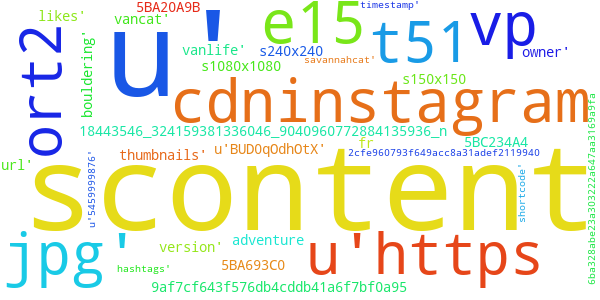 likes'
vancat'
5BA20A9B
timestamp'
u'
e15
vp
ort2
bouldering'
vanlife'
s240x240
t51
owner'
s1080x1080
savannahcat'
s150x150
cdninstagram
18443546_324159381336046_9040960772884135936_n
5BC234A4
url'
thumbnails'
u'BUD0qOdhOtX'
fr
2cfe960793f649acc8a31adef2119940
u'5459999876'
scontent
shortcode'
6ba328abe23a303222a647aa3169a9fa
jpg'
version'
adventure
u'https
hashtags'
5BA693C0
9af7cf643f576db4cddb41a6f7bf0a95